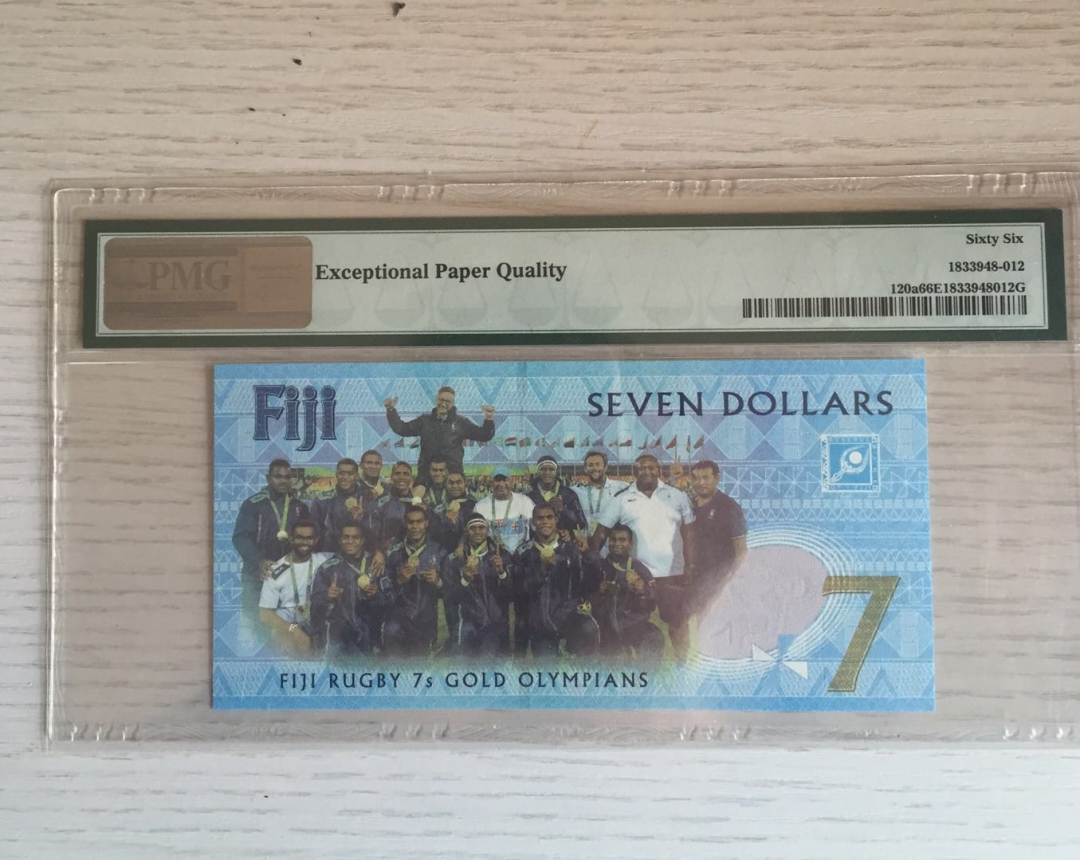 PMG
Exceptional Paper Quality
Sixty Six
1833948-012
120a66E1833948012G
Fiji
SEVEN DOLLARS
FIJI RUGBY 7s GOLD OLYMPIANS
7